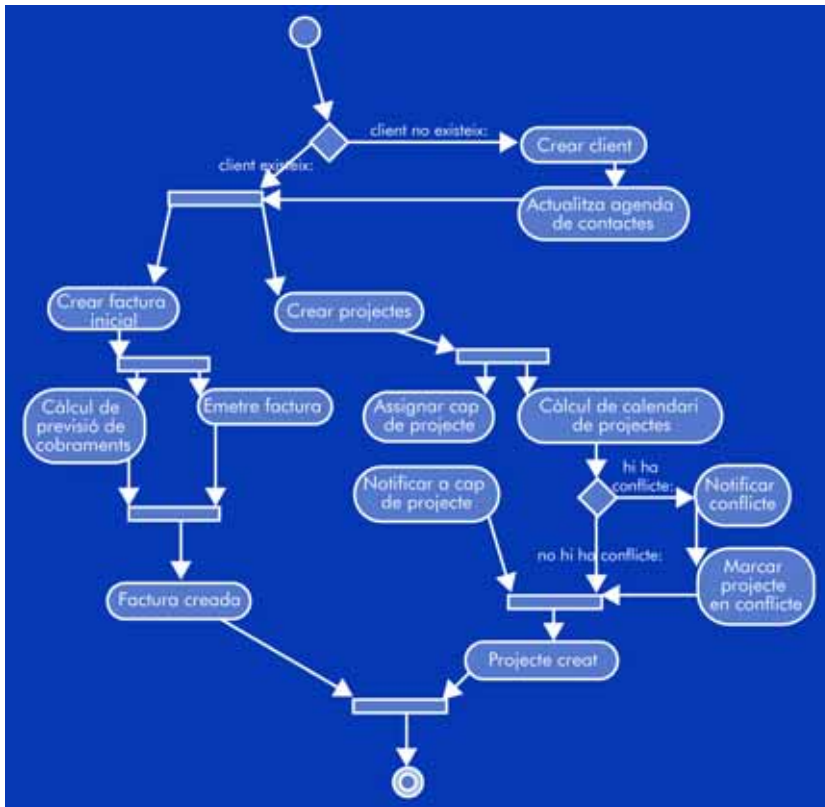 client no existeix:
Crear client
client existeix:
Actualitza agenda
de contactes
Crear factura
inicial
Crear projectes
Càlcul de
previsió de
cobraments
Emetre factura
Assignar cap
de projecte
Càlcul de calendari
de projectes
hi ha
conflicte:
Notificar a cap
de projecte
Notificar
conflicte
no hi ha conflicte:
Marcar
projecte
en conflicte
Factura creada
Projecte creat